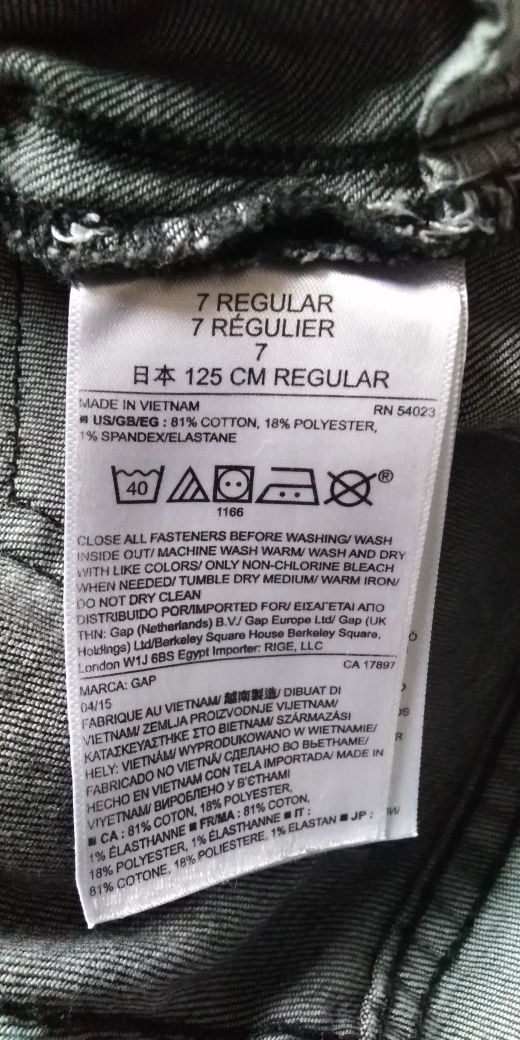 7 REGULAR
7 RÉGULIER
7
日本 125 CM REGULAR
MADE IN VIETNAM RN 54023
US/GB/EG : 81% COTTON, 18% POLYESTER,
1% SPANDEX/ELASTANE
40 ®
1166
CLOSE ALL FASTENERS BEFORE WASHING/ WASH
INSIDE OUT/ MACHINE WASH WARM/ WASH AND DRY
WITH LIKE COLORS/ ONLY NON-CHLORINE BLEACH
WHEN NEEDED/ TUMBLE DRY MEDIUM/ WARM IRON/
DO NOT DRY CLEAN
DISTRIBUIDO POR/IMPORTED FOR/ ΕΙΣΑΓΕΤΑΙ ΑΠΟ
ΤΗΝ: Gap (Netherlands) B.V./ Gap Europe Ltd/ Gap (UK
Holdings) Ltd/Berkeley Square House Berkeley Square,
London W1J 6BS Egypt Importer: RIGE, LLC
CA 17897
MARCA: GAP
04/15
FABRIQUE AU VIETNAM/ 越南製造/ DIBUAT DI
VIETNAM/ ZEMLJA PROIZVODNJE VIJETNAM/
ΚΑΤΑΣΚΕΥΑΣΤΗΚΕ ΣΤΟ ΒΙΕΤΝΑΜ/ SZÁRMAZÁSI
HELY: VIETNÁM/ WYPRODUKOWANO W WIETNAMIE/
FABRICADO NO VIETNÃ/ СДЕЛАНО ВО ВЬЕТНАМЕ/
HECHO EN VIETNAM CON TELA IMPORTADA/ MADE IN
VIYETNAM/ ВИРОБЛЕНО У В'ЄТНАМІ
■ CA : 81% COTON, 18% POLYESTER,
1% ÉLASTHANNE ■ FR/MA : 81% COTON,
18% POLYESTER, 1% ÉLASTHANNE ■ IT :
81% COTONE, 18% POLIESTERE, 1% ELASTAN ■ JP :